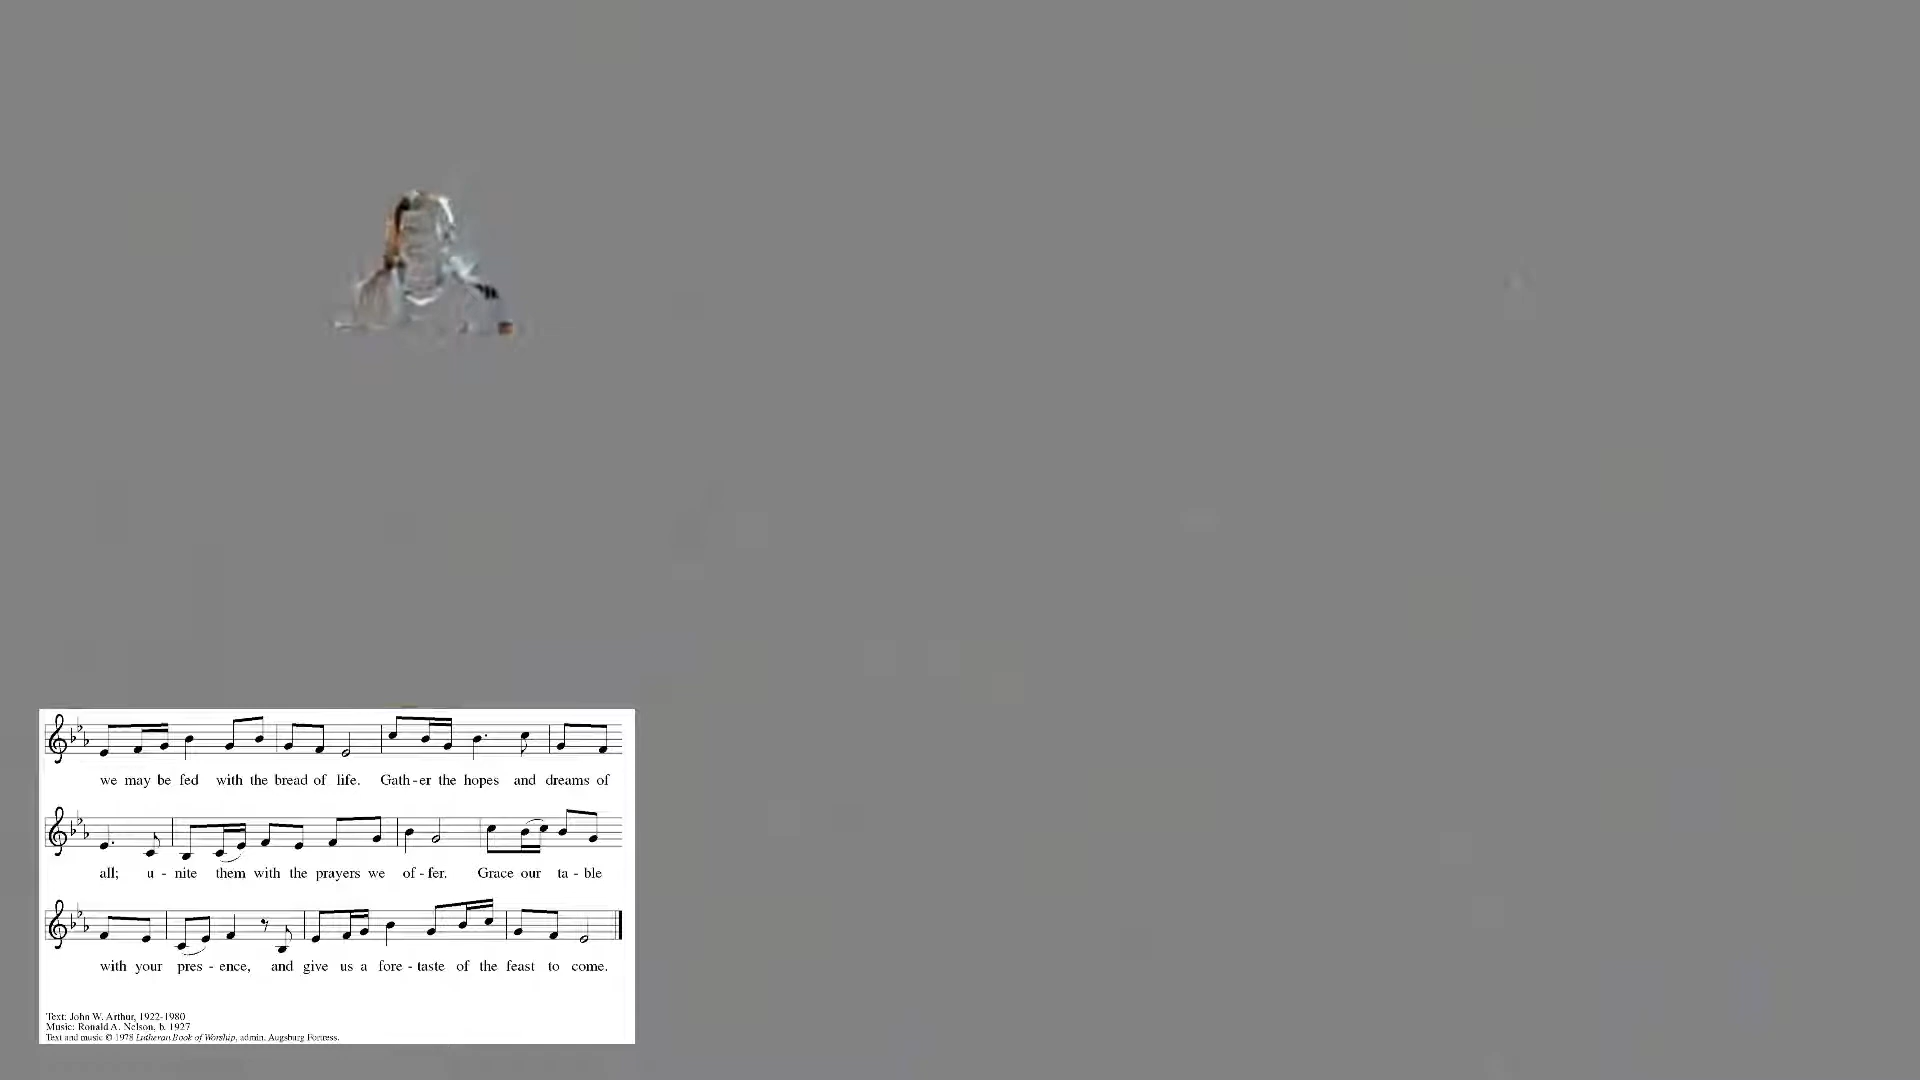 we may be fed with the bread of life. Gath - er the hopes and dreams of
all; u - nite them with the prayers we of - fer. Grace our ta - ble
with your pres - ence, and give us a fore - taste of the feast to come.
Text: John W. Arthur, 1922-1980
Music: Ronald A. Nelson, b. 1927
Text and music © 1978 Lutheran Book of Worship, admin. Augsburg Fortress.